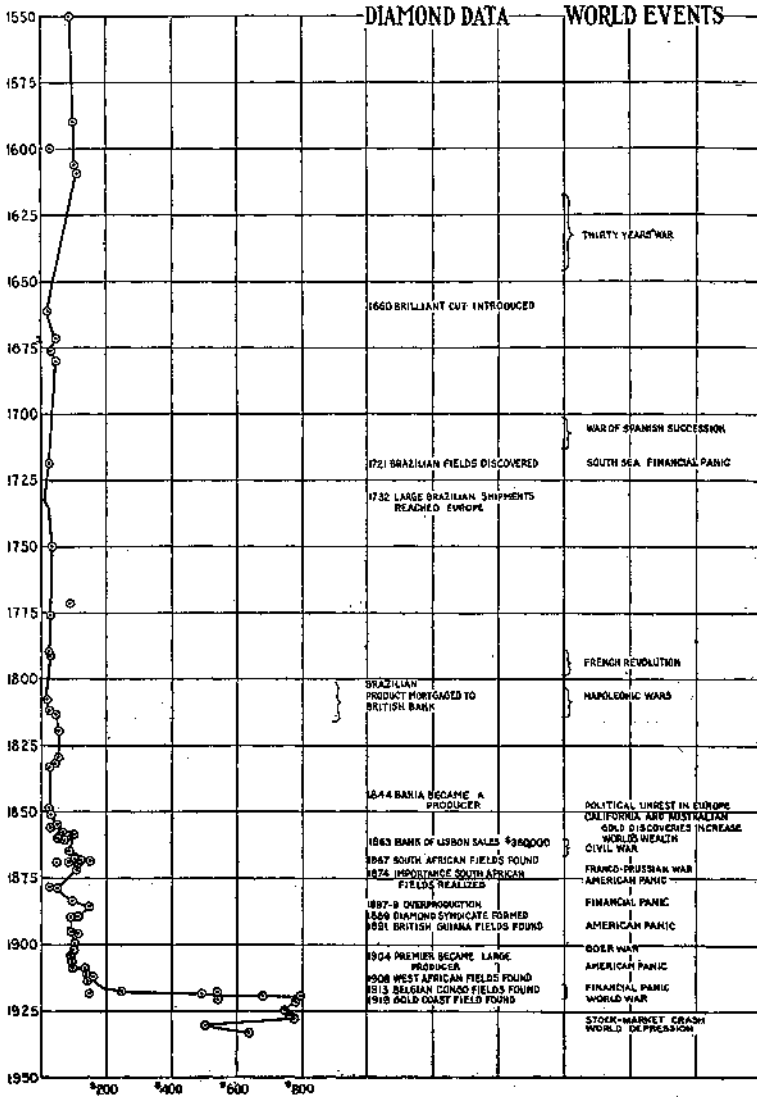 DIAMOND DATA WORLD EVENTS
1550
1575
1600
1625
THIRTY YEARS' WAR
1650
1660 BRILLIANT CUT INTRODUCED
1675
1700
WAR OF SPANISH SUCCESSION
1721 BRAZILIAN FIELDS DISCOVERED
SOUTH SEA FINANCIAL PANIC
1725
1732 LARGE BRAZILIAN SHIPMENTS
REACHED EUROPE
1750
1775
FRENCH REVOLUTION
1800
BRAZILIAN
PRODUCT MORTGAGED TO
BRITISH BANK
NAPOLEONIC WARS
1825
1844 BAHIA BECAME A
PRODUCER
1850
POLITICAL UNREST IN EUROPE
CALIFORNIA AND AUSTRALIAN
GOLD DISCOVERIES INCREASE
WORLD'S WEALTH
1863 BANK OF LISBON SALES $360,000
CIVIL WAR
1867 SOUTH AFRICAN FIELDS FOUND
1874 IMPORTANCE SOUTH AFRICAN
FIELDS REALIZED
FRANCO-PRUSSIAN WAR
AMERICAN PANIC
1875
1887-8 OVERPRODUCTION
FINANCIAL PANIC
1889 DIAMOND SYNDICATE FORMED
1891 BRITISH GUIANA FIELDS FOUND
AMERICAN PANIC
1900
BOER WAR
1904 PREMIER BECAME LARGE
PRODUCER
AMERICAN PANIC
1908 WEST AFRICAN FIELDS FOUND
1913 BELGIAN CONGO FIELDS FOUND
FINANCIAL PANIC
1919 GOLD COAST FIELD FOUND
WORLD WAR
1925
STOCK-MARKET CRASH
WORLD DEPRESSION
1950
$200 $400 $600 $800